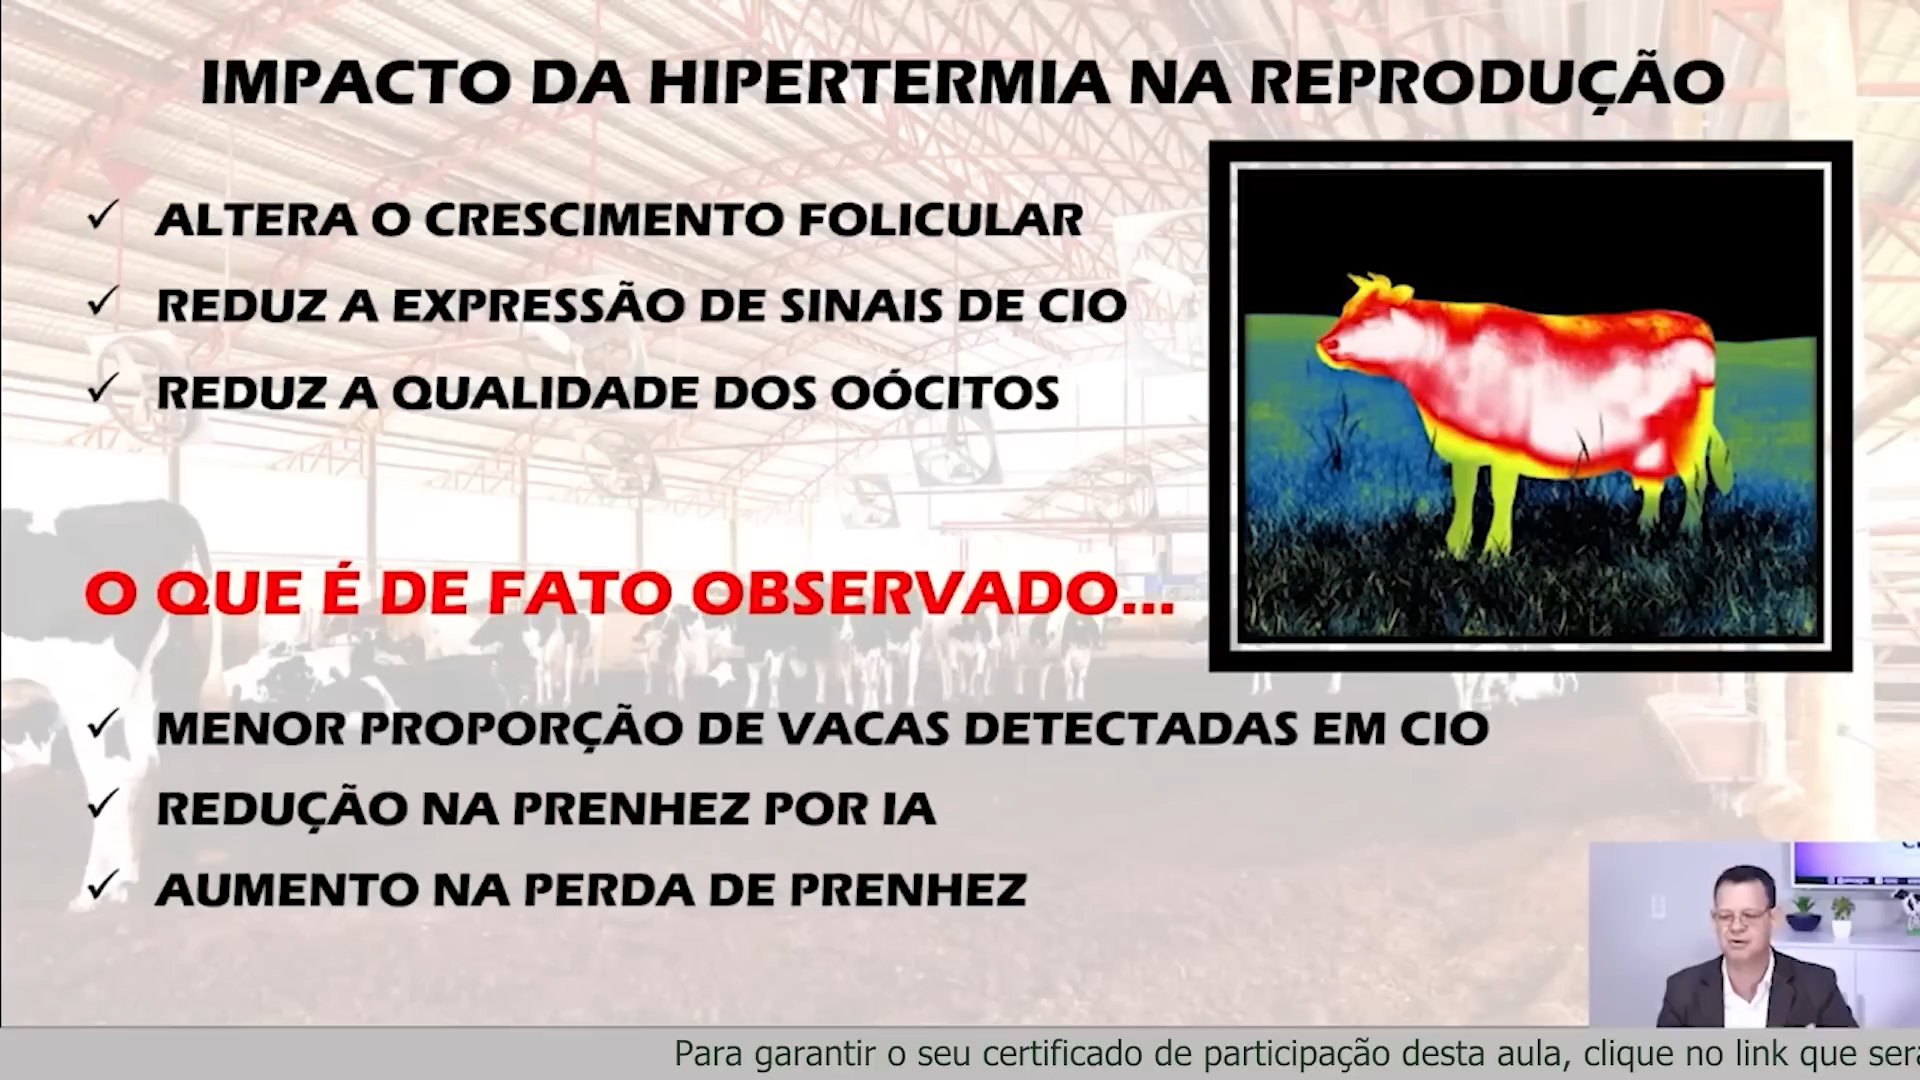 IMPACTO DA HIPERTERMIA NA REPRODUÇÃO
✓ ALTERA O CRESCIMENTO FOLICULAR
✓ REDUZ A EXPRESSÃO DE SINAIS DE CIO
✓ REDUZ A QUALIDADE DOS OÓCITOS
O QUE É DE FATO OBSERVADO...
✓ MENOR PROPORÇÃO DE VACAS DETECTADAS EM CIO
✓ REDUÇÃO NA PRENHEZ POR IA
✓ AUMENTO NA PERDA DE PRENHEZ
Para garantir o seu certificado de participação desta aula, clique no link que será